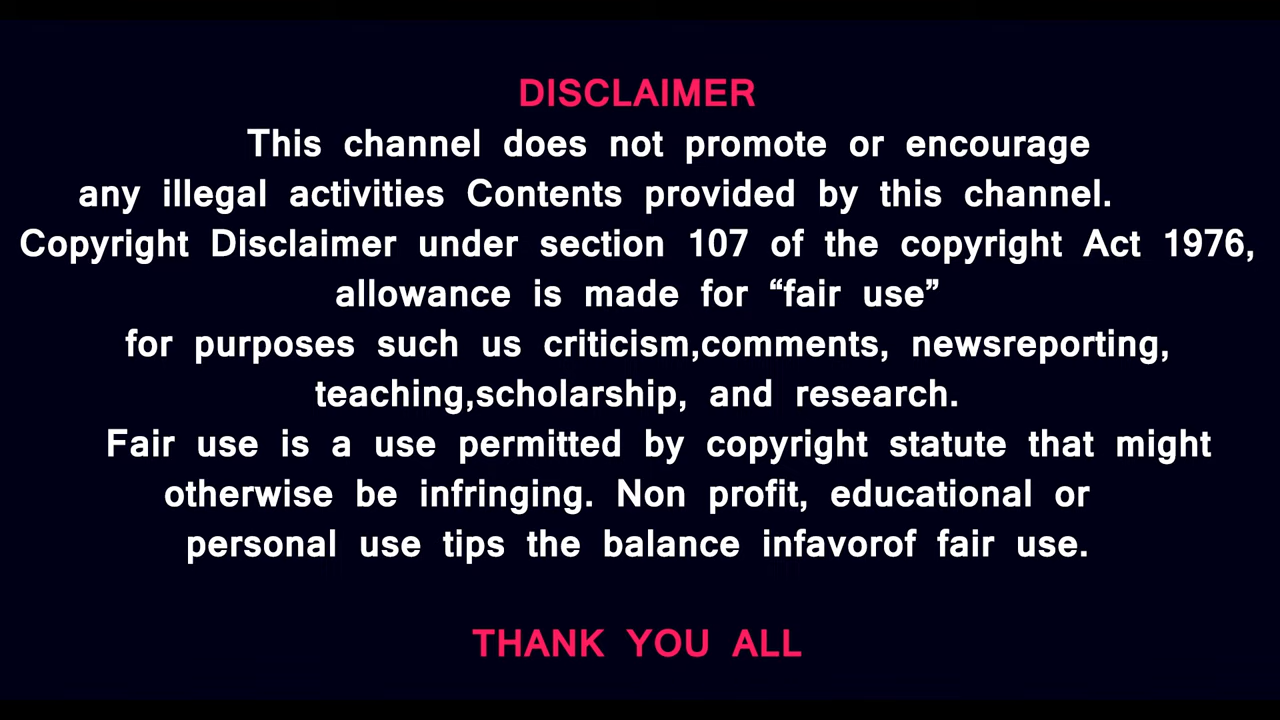 DISCLAIMER
This channel does not promote or encourage
any illegal activities Contents provided by this channel.
Copyright Disclaimer under section 107 of the copyright Act 1976,
allowance is made for “fair use”
for purposes such us criticism,comments, newsreporting,
teaching,scholarship, and research.
Fair use is a use permitted by copyright statute that might
otherwise be infringing. Non profit, educational or
personal use tips the balance infavorof fair use.
THANK YOU ALL